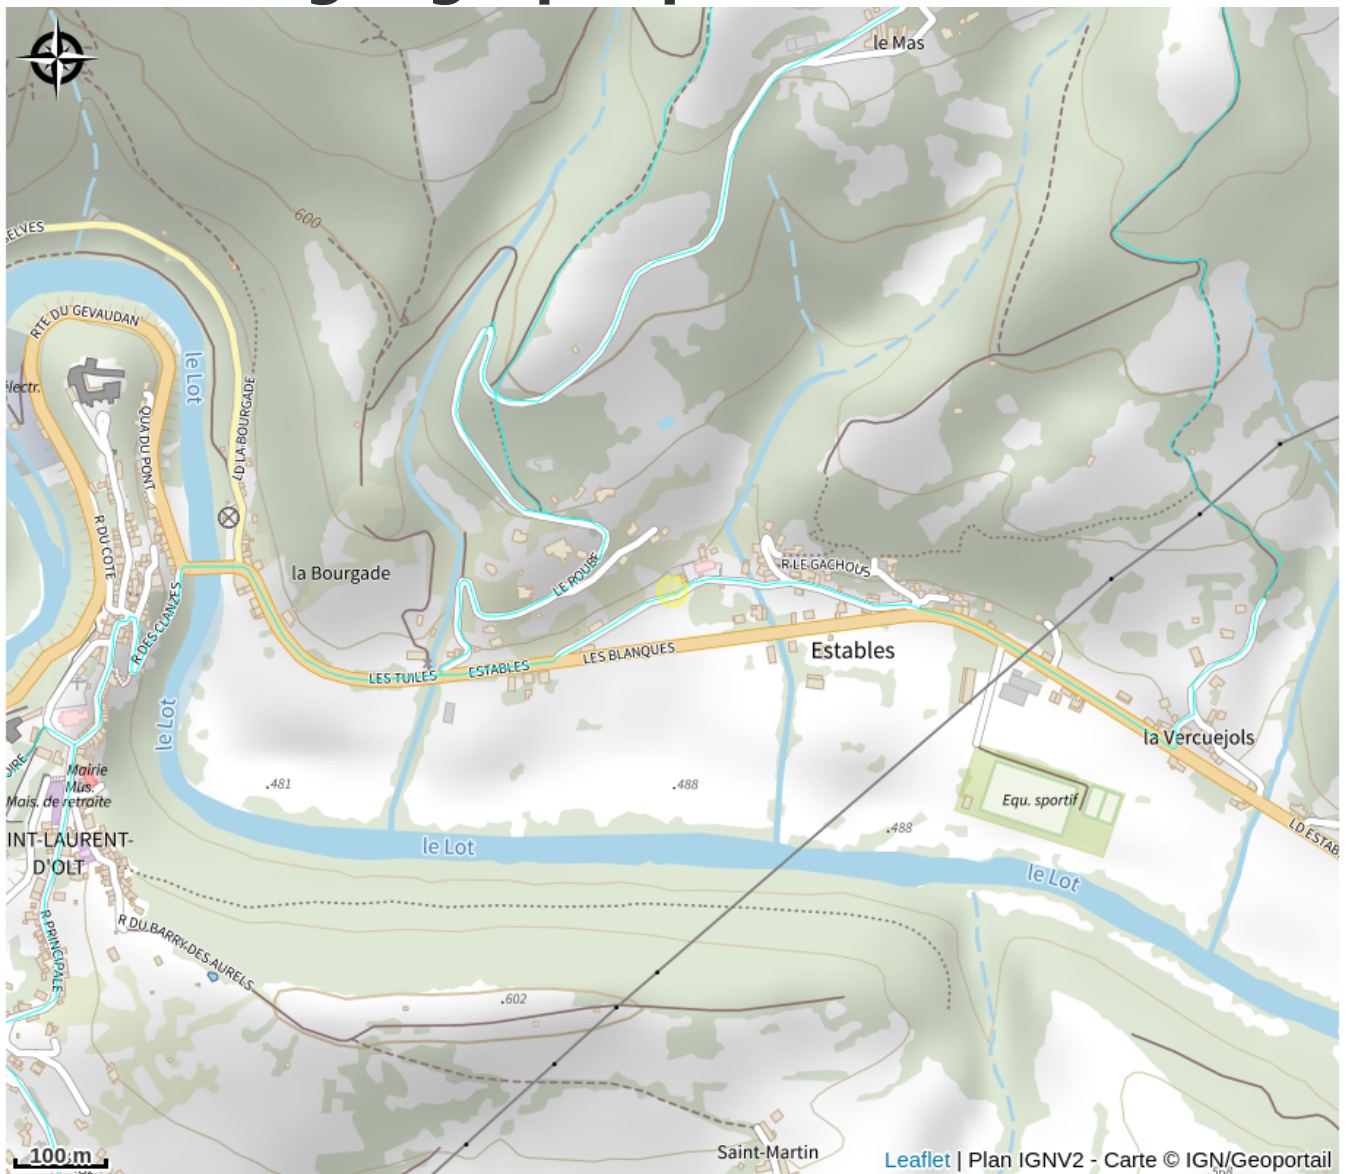 le Mas
600
SELVES
RTE DU GEVAUDAN
le Lot
électr.
QUA DU PONT
LD LA BOURGADE
R DU COTE
la Bourgade
LE ROUBE
R LE GACHOUS
R DES CLANZES
Estables
LES BLANQUES
ESTABLES
LES TUILES
le Lot
la Vercuejols
OIRE
Mairie
Mus.
Mais. de retraite
.481
.488
Equ. sportif
.488
LD ESTAB
INT-LAURENT-
D'OLT
le Lot
le Lot
R DU BARRY-DES AURELS
R PRINCIPALE
.602
Saint-Martin
100 m
Leaflet | Plan IGNV2 - Carte © IGN/Geoportail